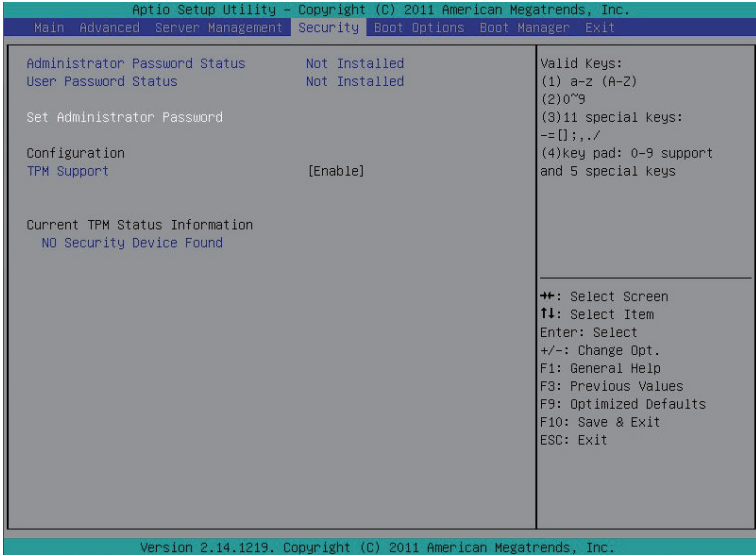 Aptio Setup Utility – Copyright (C) 2011 American Megatrends, Inc.
Main Advanced Server Management Security Boot Options Boot Manager Exit
Administrator Password Status Not Installed
User Password Status Not Installed
Set Administrator Password
Configuration
TPM Support [Enable]
Current TPM Status Information
NO Security Device Found
Valid Keys:
(1) a-z (A-Z)
(2)0~9
(3)11 special keys:
-=[];,./
(4)key pad: 0-9 support
and 5 special keys
→←: Select Screen
↑↓: Select Item
Enter: Select
+/-: Change Opt.
F1: General Help
F3: Previous Values
F9: Optimized Defaults
F10: Save & Exit
ESC: Exit
Version 2.14.1219. Copyright (C) 2011 American Megatrends, Inc.